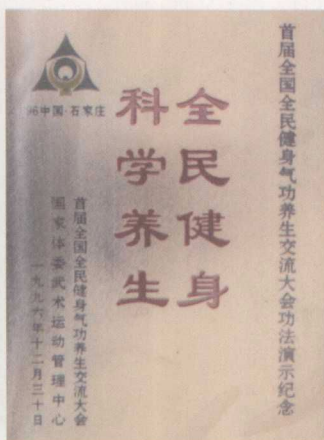 首届全国全民健身气功养生交流大会功法演示纪念
全民健身
科学养生
中国·石家庄
首届全国全民健身气功养生交流大会
国家体委武术运动管理中心
一九九六年十二月三十日